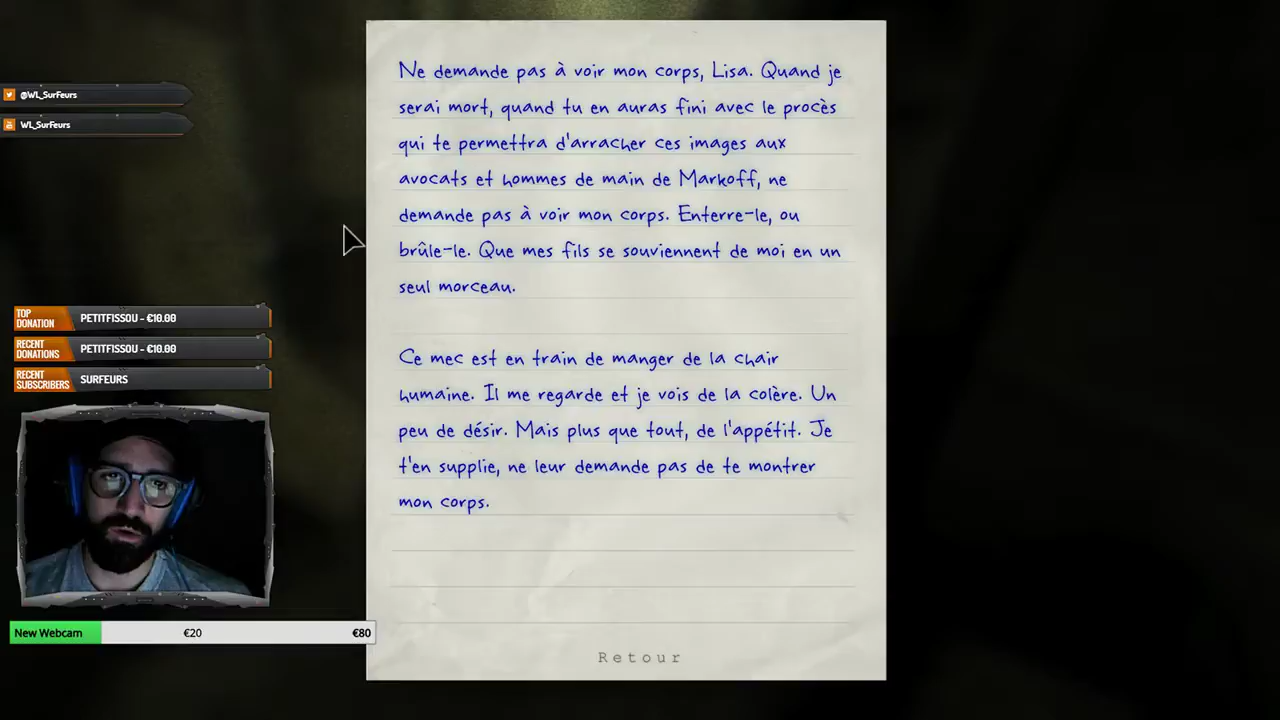 @WL_SurFeurs
WL_SurFeurs
TOP DONATION
PETITFISSOU - €10.00
RECENT DONATIONS
PETITFISSOU - €10.00
RECENT SUBSCRIBERS
SURFEURS
New Webcam
€20
€80
Ne demande pas à voir mon corps, Lisa. Quand je
serai mort, quand tu en auras fini avec le procès
qui te permettra d'arracher ces images aux
avocats et hommes de main de Markoff, ne
demande pas à voir mon corps. Enterre-le, ou
brûle-le. Que mes fils se souviennent de moi en un
seul morceau.
Ce mec est en train de manger de la chair
humaine. Il me regarde et je vois de la colère. Un
peu de désir. Mais plus que tout, de l'appétit. Je
t'en supplie, ne leur demande pas de te montrer
mon corps.
Retour